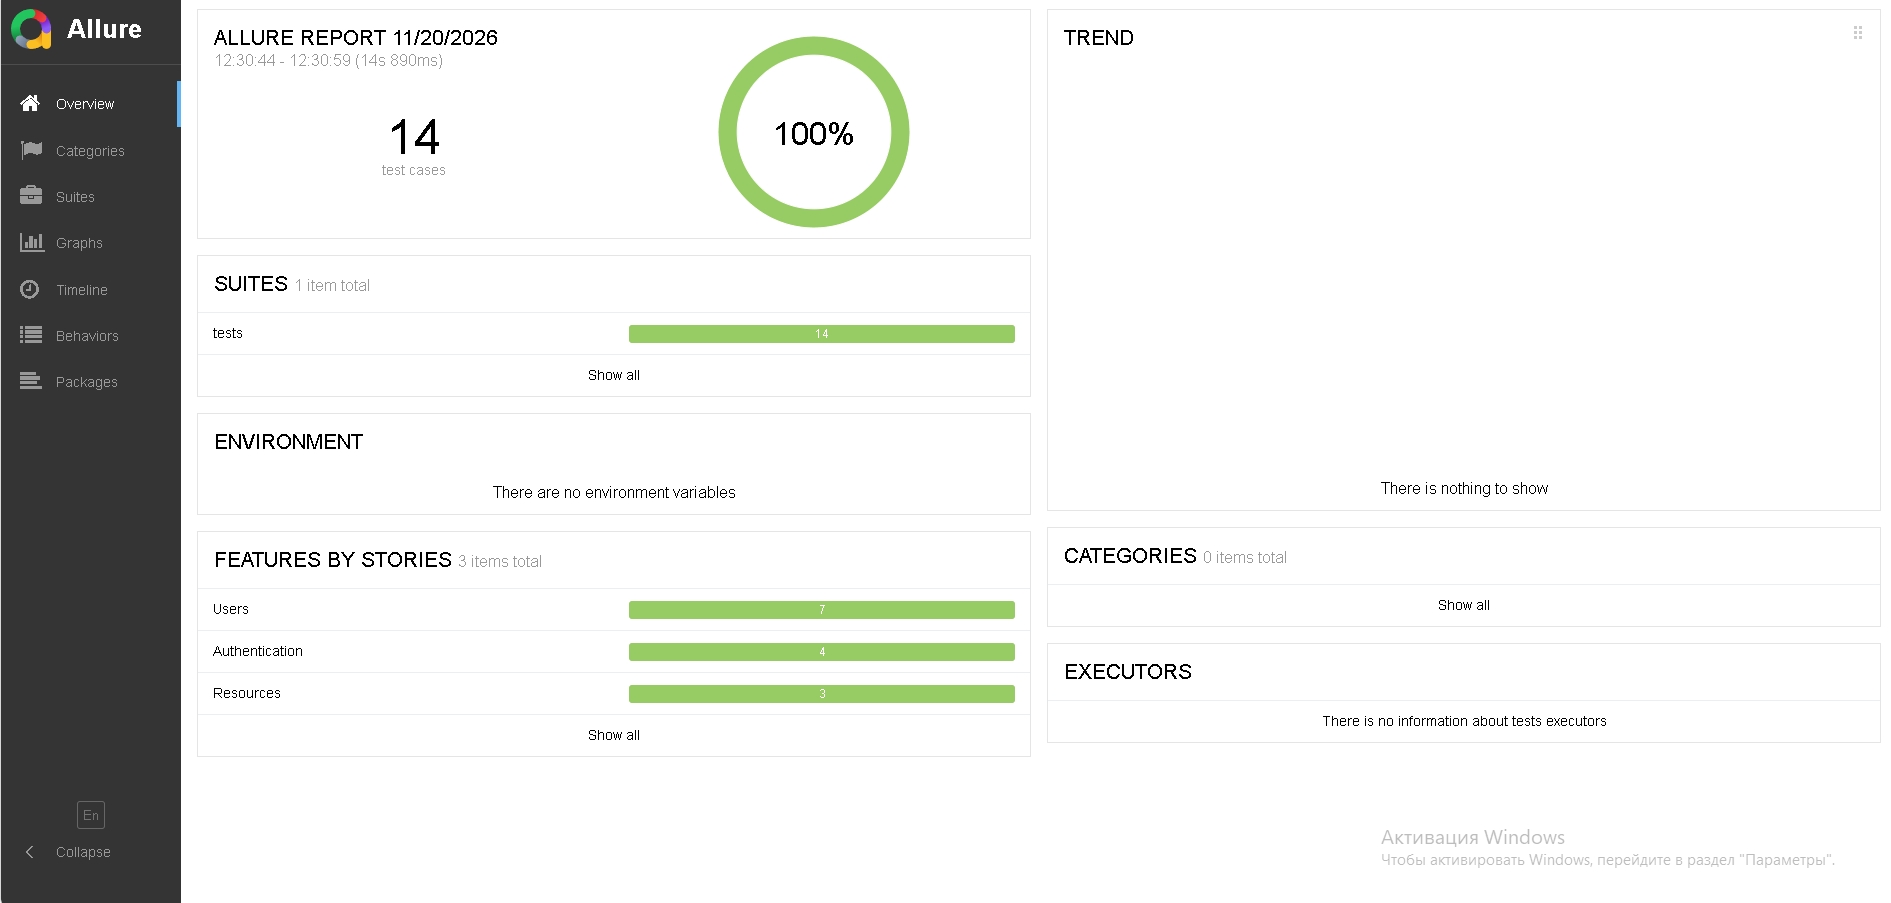 Allure
Overview
Categories
Suites
Graphs
Timeline
Behaviors
Packages
En
Collapse
ALLURE REPORT 11/20/2026
12:30:44 - 12:30:59 (14s 890ms)
14
test cases
100%
SUITES 1 item total
tests 14
Show all
ENVIRONMENT
There are no environment variables
FEATURES BY STORIES 3 items total
Users 7
Authentication 4
Resources 3
Show all
TREND
There is nothing to show
CATEGORIES 0 items total
Show all
EXECUTORS
There is no information about tests executors
Активация Windows
Чтобы активировать Windows, перейдите в раздел "Параметры".